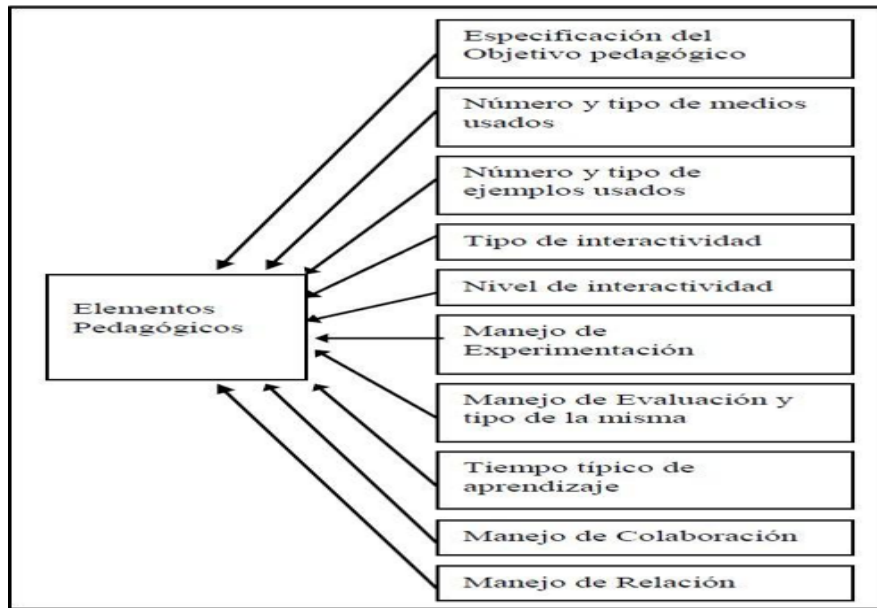 Especificación del
Objetivo pedagógico
Número y tipo de medios
usados
Número y tipo de
ejemplos usados
Tipo de interactividad
Nivel de interactividad
Elementos
Pedagógicos
Manejo de
Experimentación
Manejo de Evaluación y
tipo de la misma
Tiempo típico de
aprendizaje
Manejo de Colaboración
Manejo de Relación